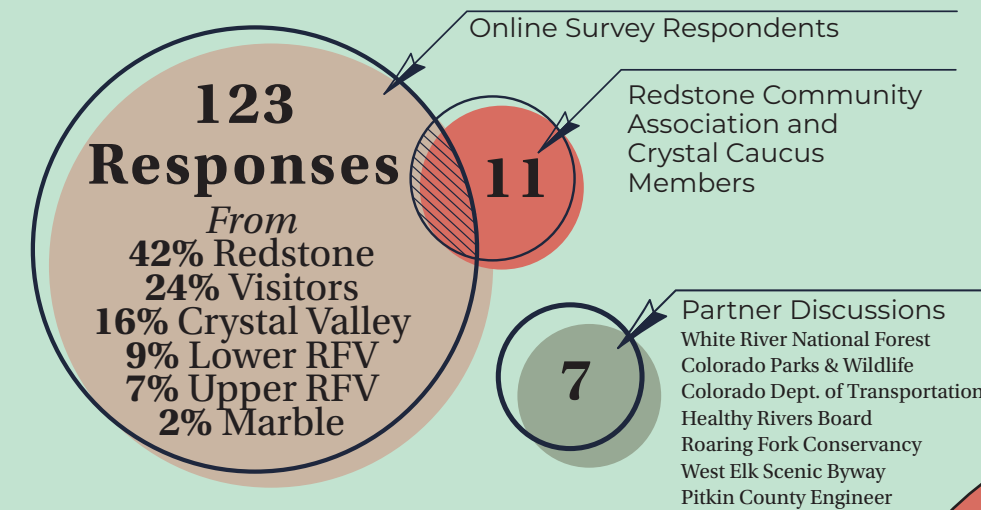 Online Survey Respondents
123
Responses
From
42% Redstone
24% Visitors
16% Crystal Valley
9% Lower RFV
7% Upper RFV
2% Marble
11
Redstone Community
Association and
Crystal Caucus
Members
7
Partner Discussions
White River National Forest
Colorado Parks & Wildlife
Colorado Dept. of Transportation
Healthy Rivers Board
Roaring Fork Conservancy
West Elk Scenic Byway
Pitkin County Engineer